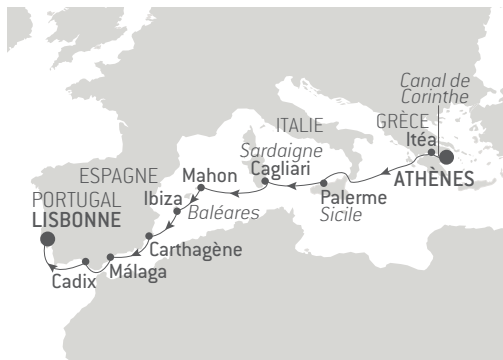 Canal de
Corinthe
ITALIE
GRÈCE
Itéa
Sardaigne
Cagliari
ATHÈNES
ESPAGNE
Mahon
Ibiza
Baléares
Palerme
Sicile
PORTUGAL
LISBONNE
Carthagène
Málaga
Cadix